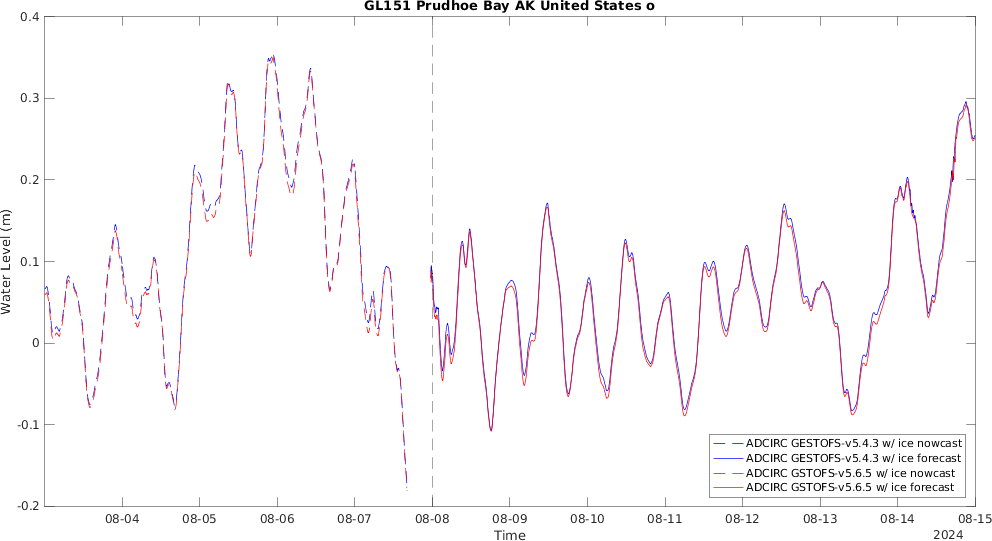 GL151 Prudhoe Bay AK United States o
Water Level (m)
0.4
0.3
0.2
0.1
0
-0.1
-0.2
08-04
08-05
08-06
08-07
08-08
08-09
08-10
08-11
08-12
08-13
08-14
08-15
Time
2024
ADCIRC GESTOFS-v5.4.3 w/ ice nowcast
ADCIRC GESTOFS-v5.4.3 w/ ice forecast
ADCIRC GSTOFS-v5.6.5 w/ ice nowcast
ADCIRC GSTOFS-v5.6.5 w/ ice forecast